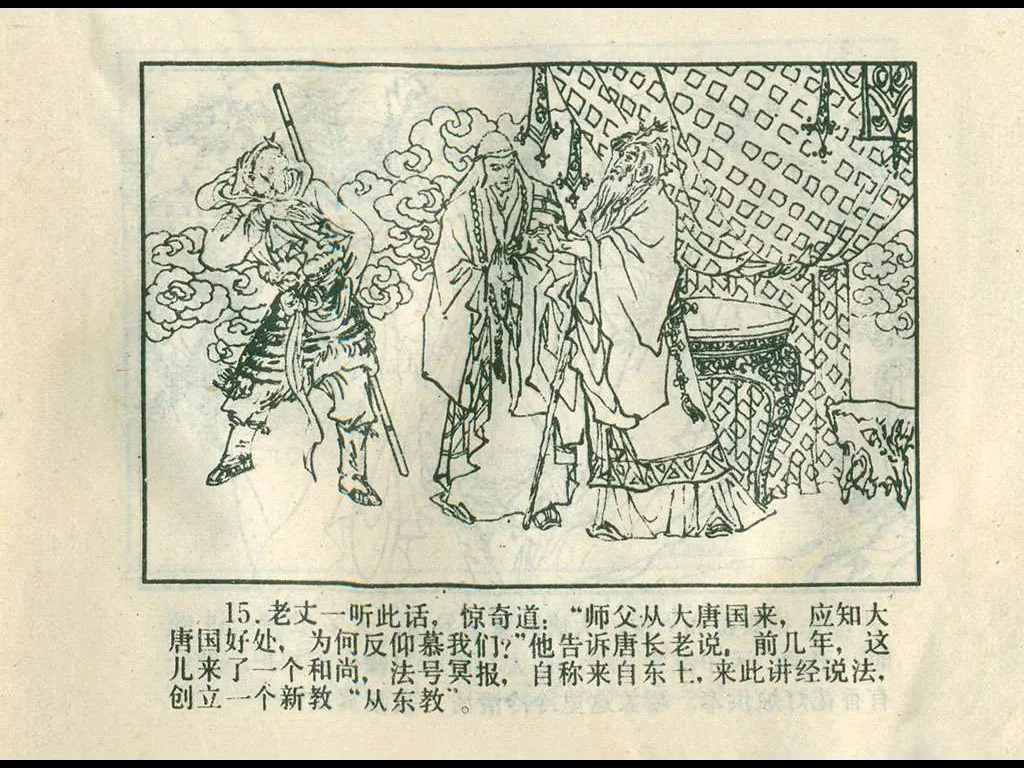 15.老丈一听此话，惊奇道：“师父从大唐国来，应知大
唐国好处，为何反仰慕我们？”他告诉唐长老说，前几年，这
儿来了一个和尚，法号冥报，自称来自东土，来此讲经说法，
创立一个新教“从东教”。